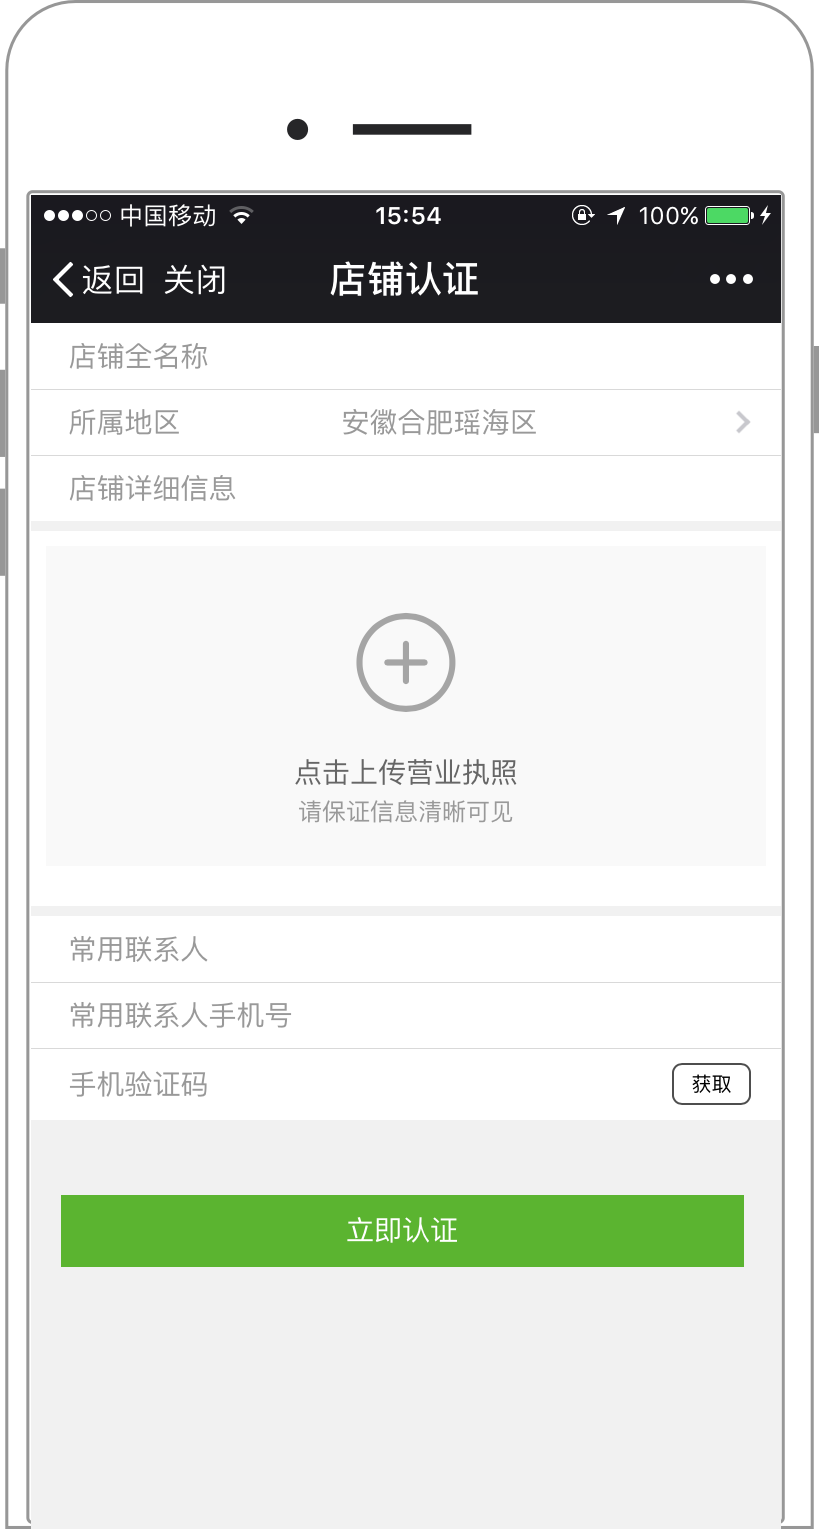 中国移动 15:54 100%
返回 关闭 店铺认证
店铺全名称
所属地区 安徽合肥瑶海区
店铺详细信息
点击上传营业执照
请保证信息清晰可见
常用联系人
常用联系人手机号
手机验证码 获取
立即认证